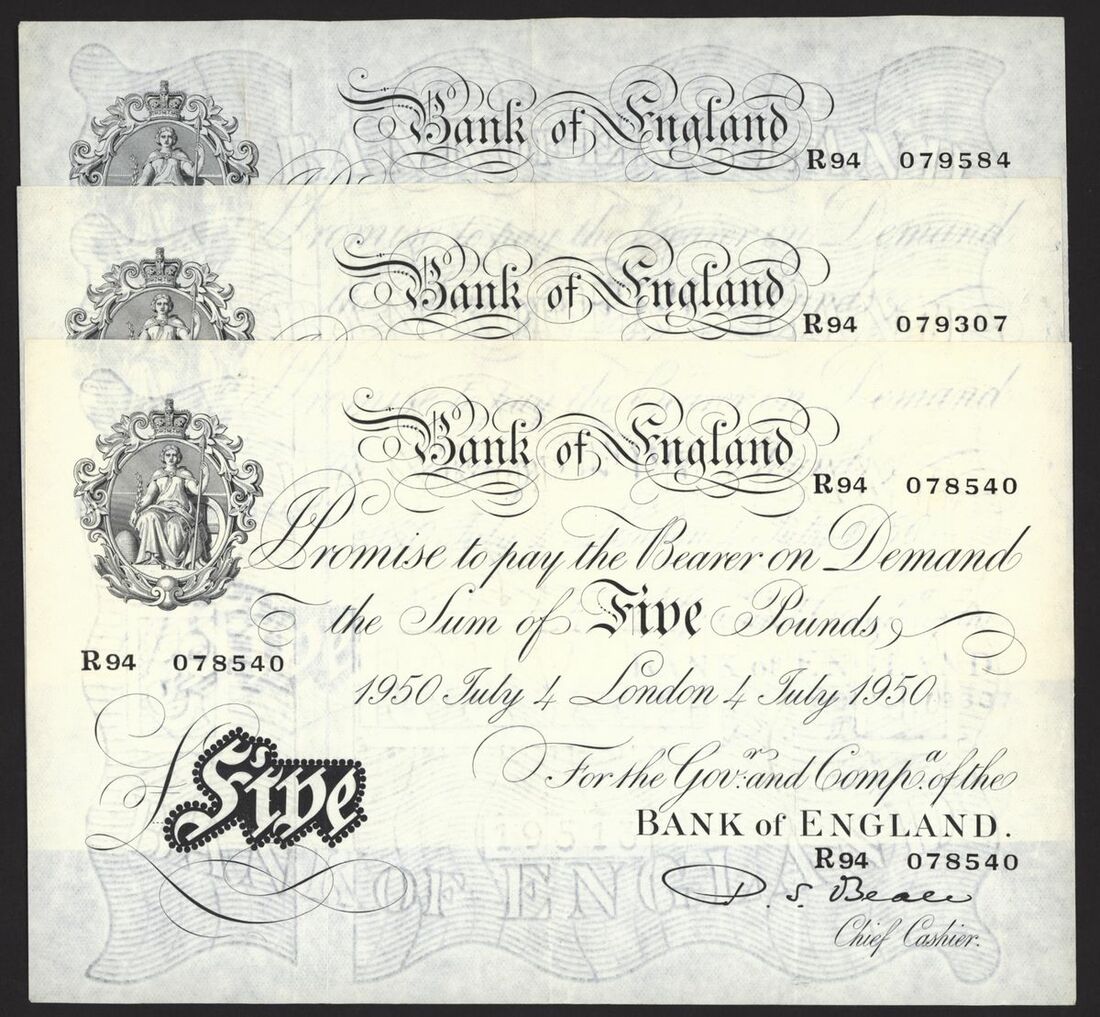 Bank of England
R94 079584
Bank of England
R94 079307
Bank of England
R94 078540
I Promise to pay the Bearer on Demand
the Sum of Five Pounds
R94 078540
1950 July 4 London 4 July 1950
For the Govr. and Compa. of the
BANK of ENGLAND.
£Five
R94 078540
P. S. Beale
Chief Cashier.